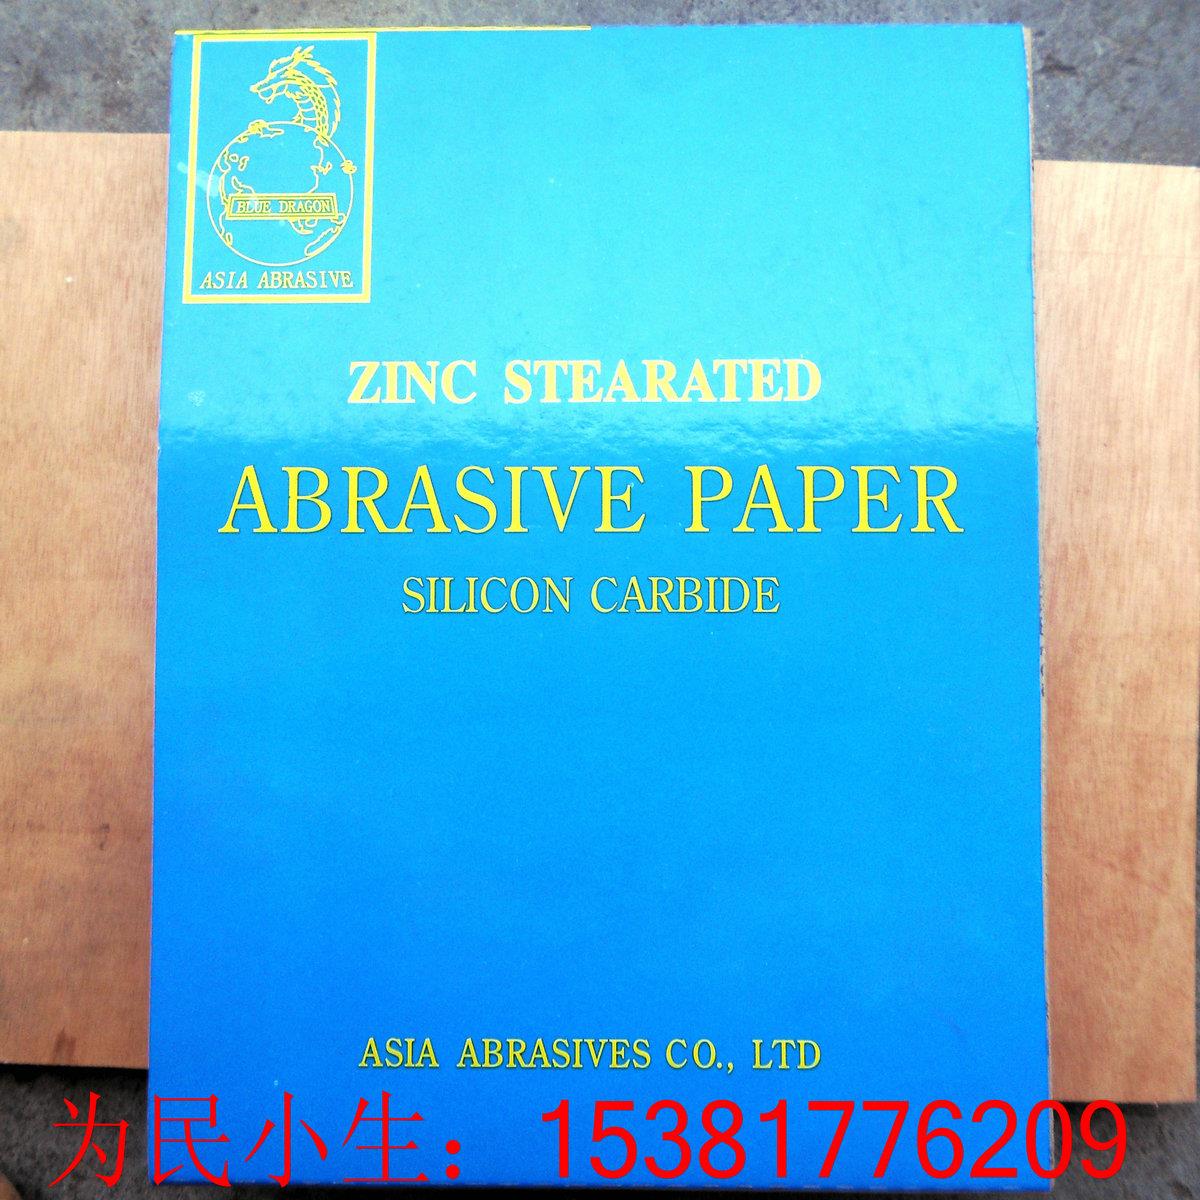 BLUE DRAGON
ASIA ABRASIVE
ZINC STEARATED
ABRASIVE PAPER
SILICON CARBIDE
ASIA ABRASIVES CO., LTD
为民小生：15381776209